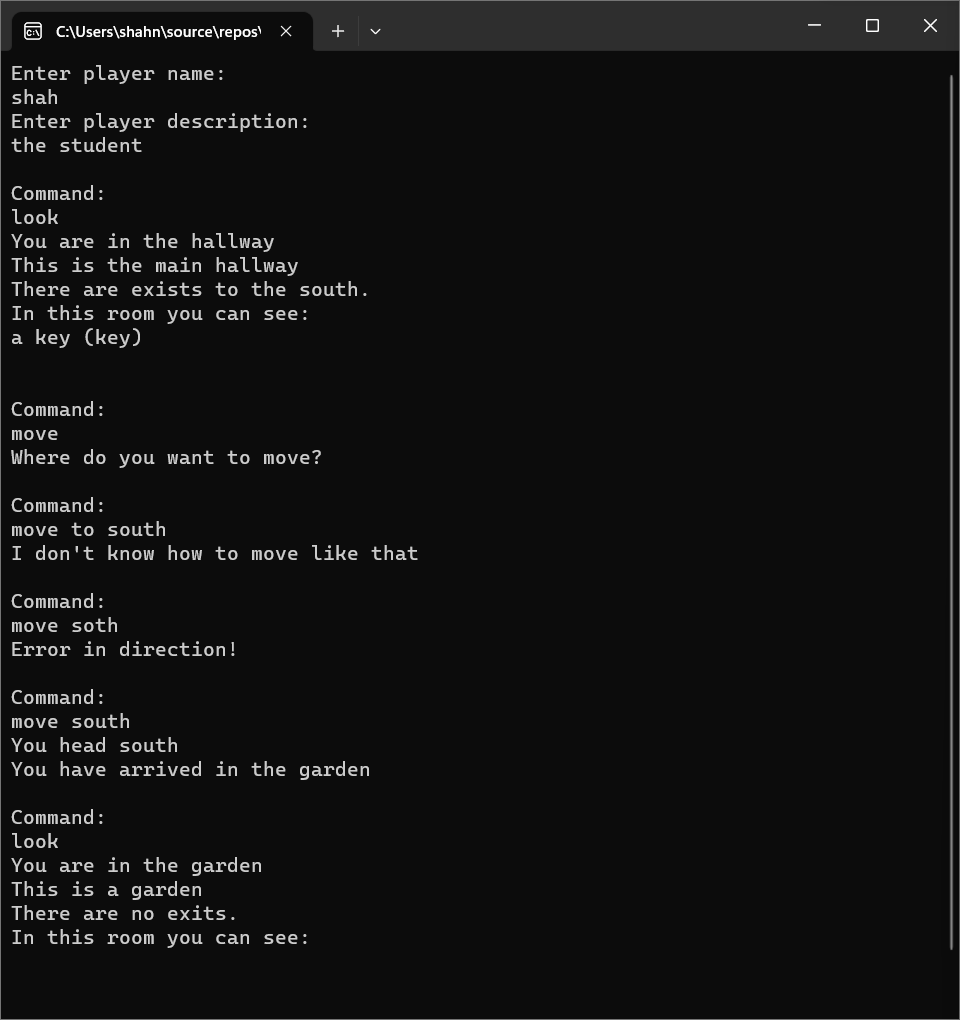 C:\Users\shahn\source\repos\
Enter player name:
shah
Enter player description:
the student
Command:
look
You are in the hallway
This is the main hallway
There are exists to the south.
In this room you can see:
a key (key)
Command:
move
Where do you want to move?
Command:
move to south
I don't know how to move like that
Command:
move soth
Error in direction!
Command:
move south
You head south
You have arrived in the garden
Command:
look
You are in the garden
This is a garden
There are no exits.
In this room you can see: